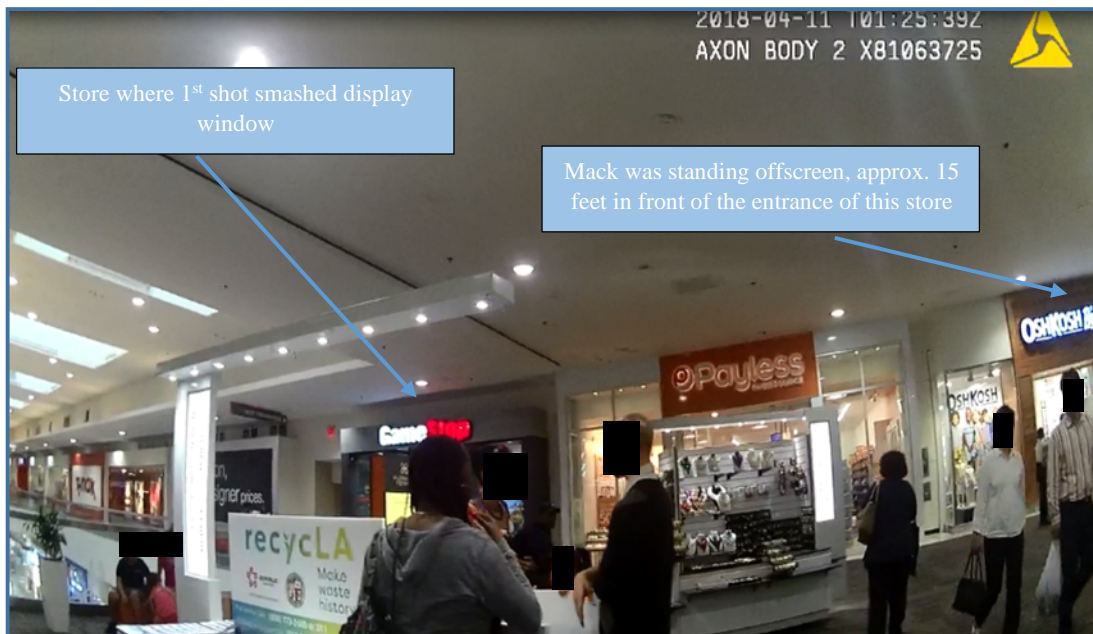 2018-04-11 T01:25:39Z
AXON BODY 2 X81063725
Store where 1st shot smashed display
window
Mack was standing offscreen, approx. 15
feet in front of the entrance of this store
OSHKOSH
Payless
OSHKOSH
GameStop
designer prices.
recycLA
Make
waste
history